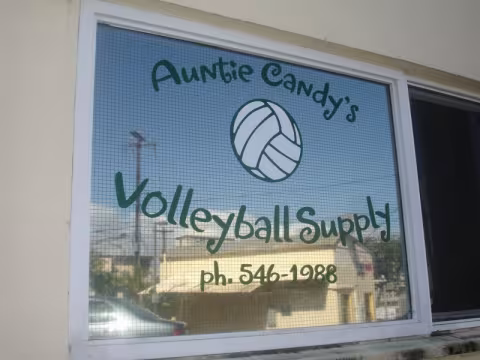 Auntie Candy's
Volleyball Supply
ph. 546-1988